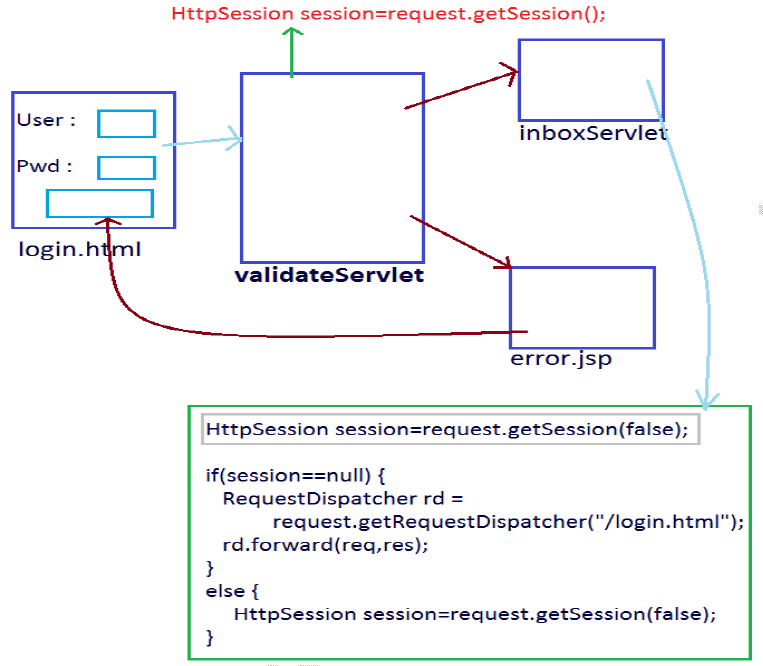 HttpSession session=request.getSession();
User :
Pwd :
login.html
validateServlet
inboxServlet
error.jsp
HttpSession session=request.getSession(false);
if(session==null) {
RequestDispatcher rd =
request.getRequestDispatcher("/login.html");
rd.forward(req,res);
}
else {
HttpSession session=request.getSession(false);
}